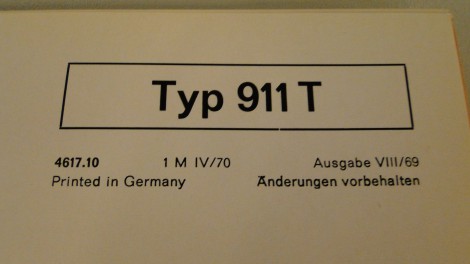 Typ 911 T
4617.10 1 M IV/70 Ausgabe VIII/69
Printed in Germany Änderungen vorbehalten